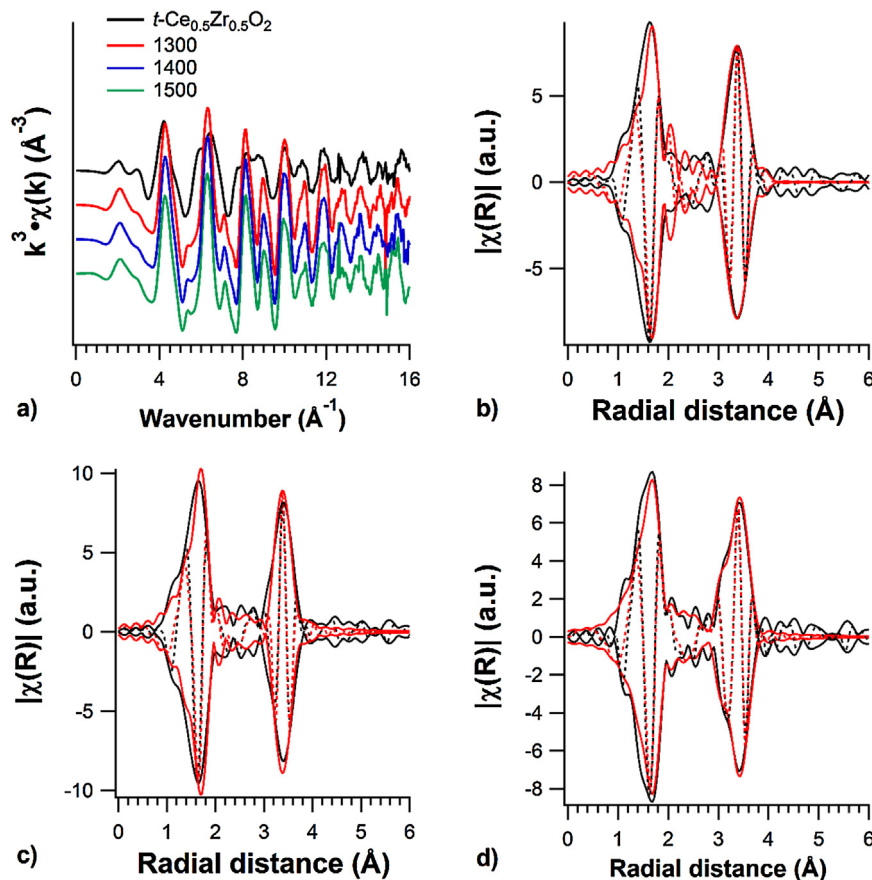 t-Ce0.5Zr0.5O2
1300
1400
1500
k³•χ(k) (Å⁻³)
0 4 8 12 16
Wavenumber (Å⁻¹)
a)
|χ(R)| (a.u.)
5
0
-5
0 1 2 3 4 5 6
Radial distance (Å)
b)
|χ(R)| (a.u.)
10
5
0
-5
-10
0 1 2 3 4 5 6
Radial distance (Å)
c)
|χ(R)| (a.u.)
8
6
4
2
0
-2
-4
-6
-8
0 1 2 3 4 5 6
Radial distance (Å)
d)